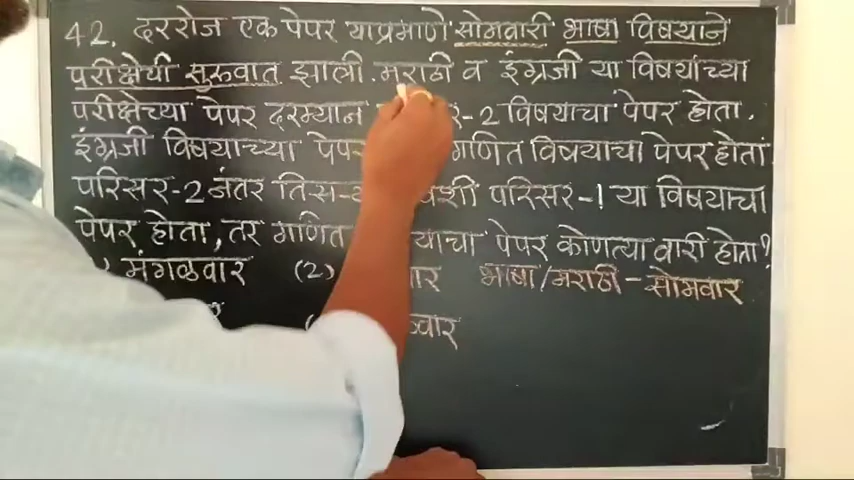 42. दररोज एक पेपर याप्रमाणे सोमवारी भाषा विषयाने
परीक्षेची सुरुवात झाली. मराठी व इंग्रजी या विषयांच्या
परीक्षेच्या पेपर दरम्यान -2 विषयाचा पेपर होता.
इंग्रजी विषयाच्या गणित विषयाचा पेपर होता.
परिसर-2 नंतर परिसर-1 या विषयाचा
पेपर होता, तर गणित पेपर कोणत्या वारी होता?
मंगळवार (2) भाषा/मराठी - सोमवार